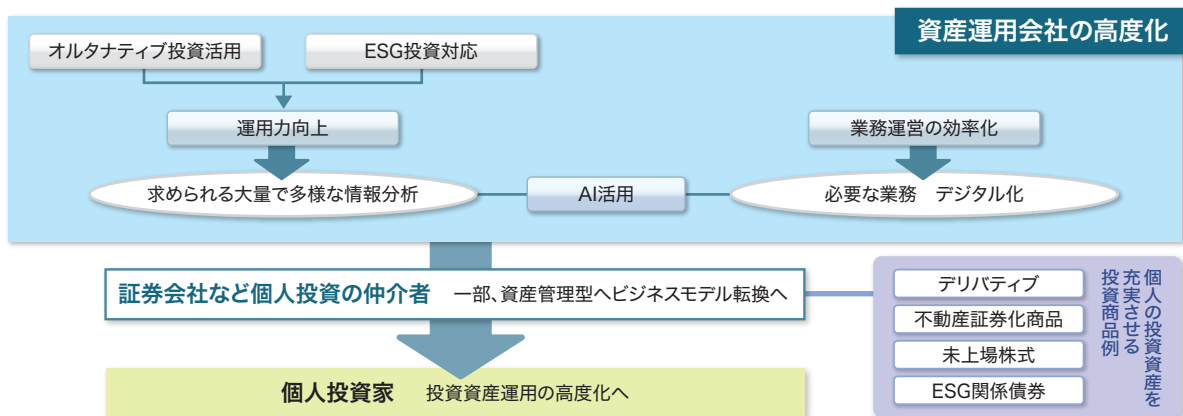 資産運用会社の高度化
オルタナティブ投資活用
ESG投資対応
運用力向上
業務運営の効率化
求められる大量で多様な情報分析
AI活用
必要な業務　デジタル化
証券会社など個人投資の仲介者　一部、資産管理型へビジネスモデル転換へ
デリバティブ
不動産証券化商品
未上場株式
ESG関係債券
個人の投資資産を
充実させる
投資商品例
個人投資家　投資資産運用の高度化へ